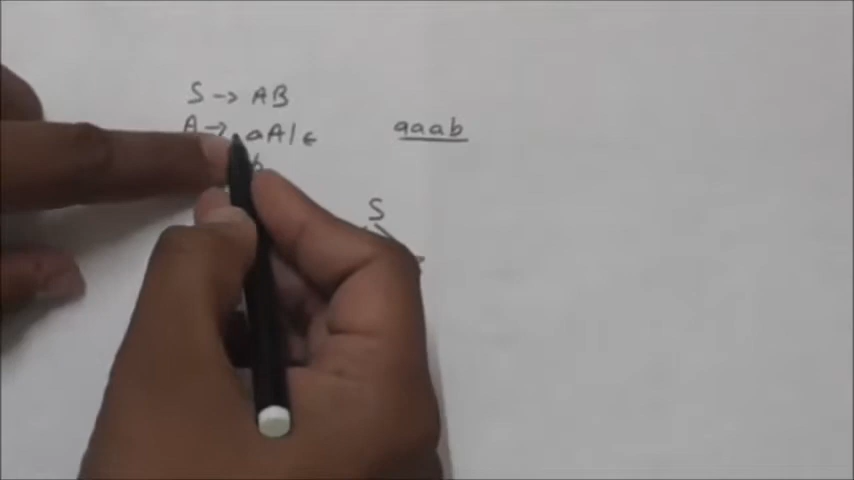 S → AB
A → aA | ϵ
aaab
b
S